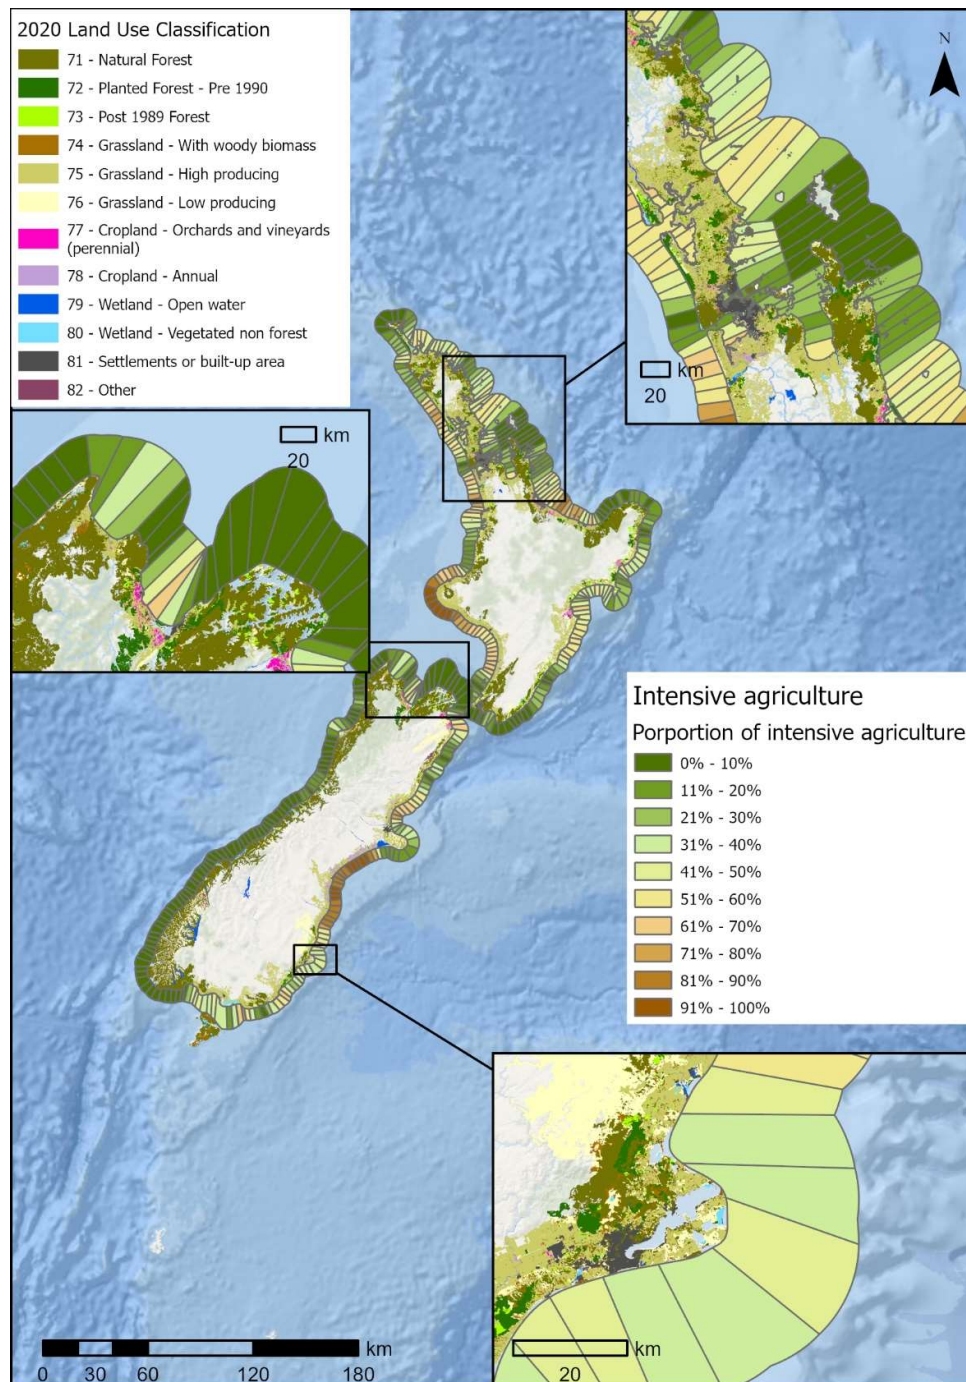 2020 Land Use Classification
71 - Natural Forest
72 - Planted Forest - Pre 1990
73 - Post 1989 Forest
74 - Grassland - With woody biomass
75 - Grassland - High producing
76 - Grassland - Low producing
77 - Cropland - Orchards and vineyards
(perennial)
78 - Cropland - Annual
79 - Wetland - Open water
80 - Wetland - Vegetated non forest
81 - Settlements or built-up area
82 - Other
N
km
20
km
20
Intensive agriculture
Porportion of intensive agriculture
0% - 10%
11% - 20%
21% - 30%
31% - 40%
41% - 50%
51% - 60%
61% - 70%
71% - 80%
81% - 90%
91% - 100%
km
0 30 60 120 180
km
20